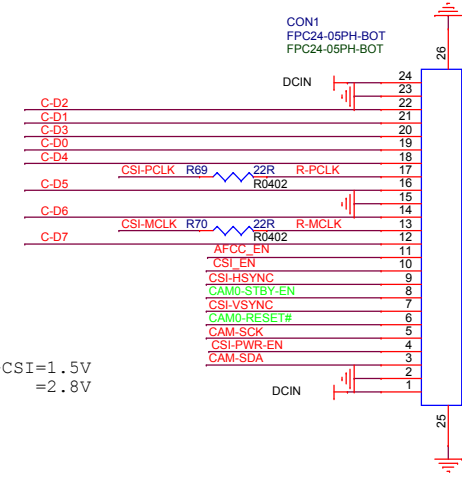 CON1
FPC24-05PH-BOT
FPC24-05PH-BOT
26
DCIN 24
23
C-D2 22
C-D1 21
C-D3 20
C-D0 19
C-D4 18
CSI-PCLK R69 22R R-PCLK 17
R0402
C-D5 16
15
C-D6 14
CSI-MCLK R70 22R R-MCLK 13
R0402
C-D7 12
AFCC_EN 11
CSI_EN 10
CSI-HSYNC 9
CAM0-STBY-EN 8
CSI-VSYNC 7
CAM0-RESET# 6
CAM-SCK 5
CSI-PWR-EN 4
CAM-SDA 3
2
DCIN 1
25
CSI=1.5V
=2.8V